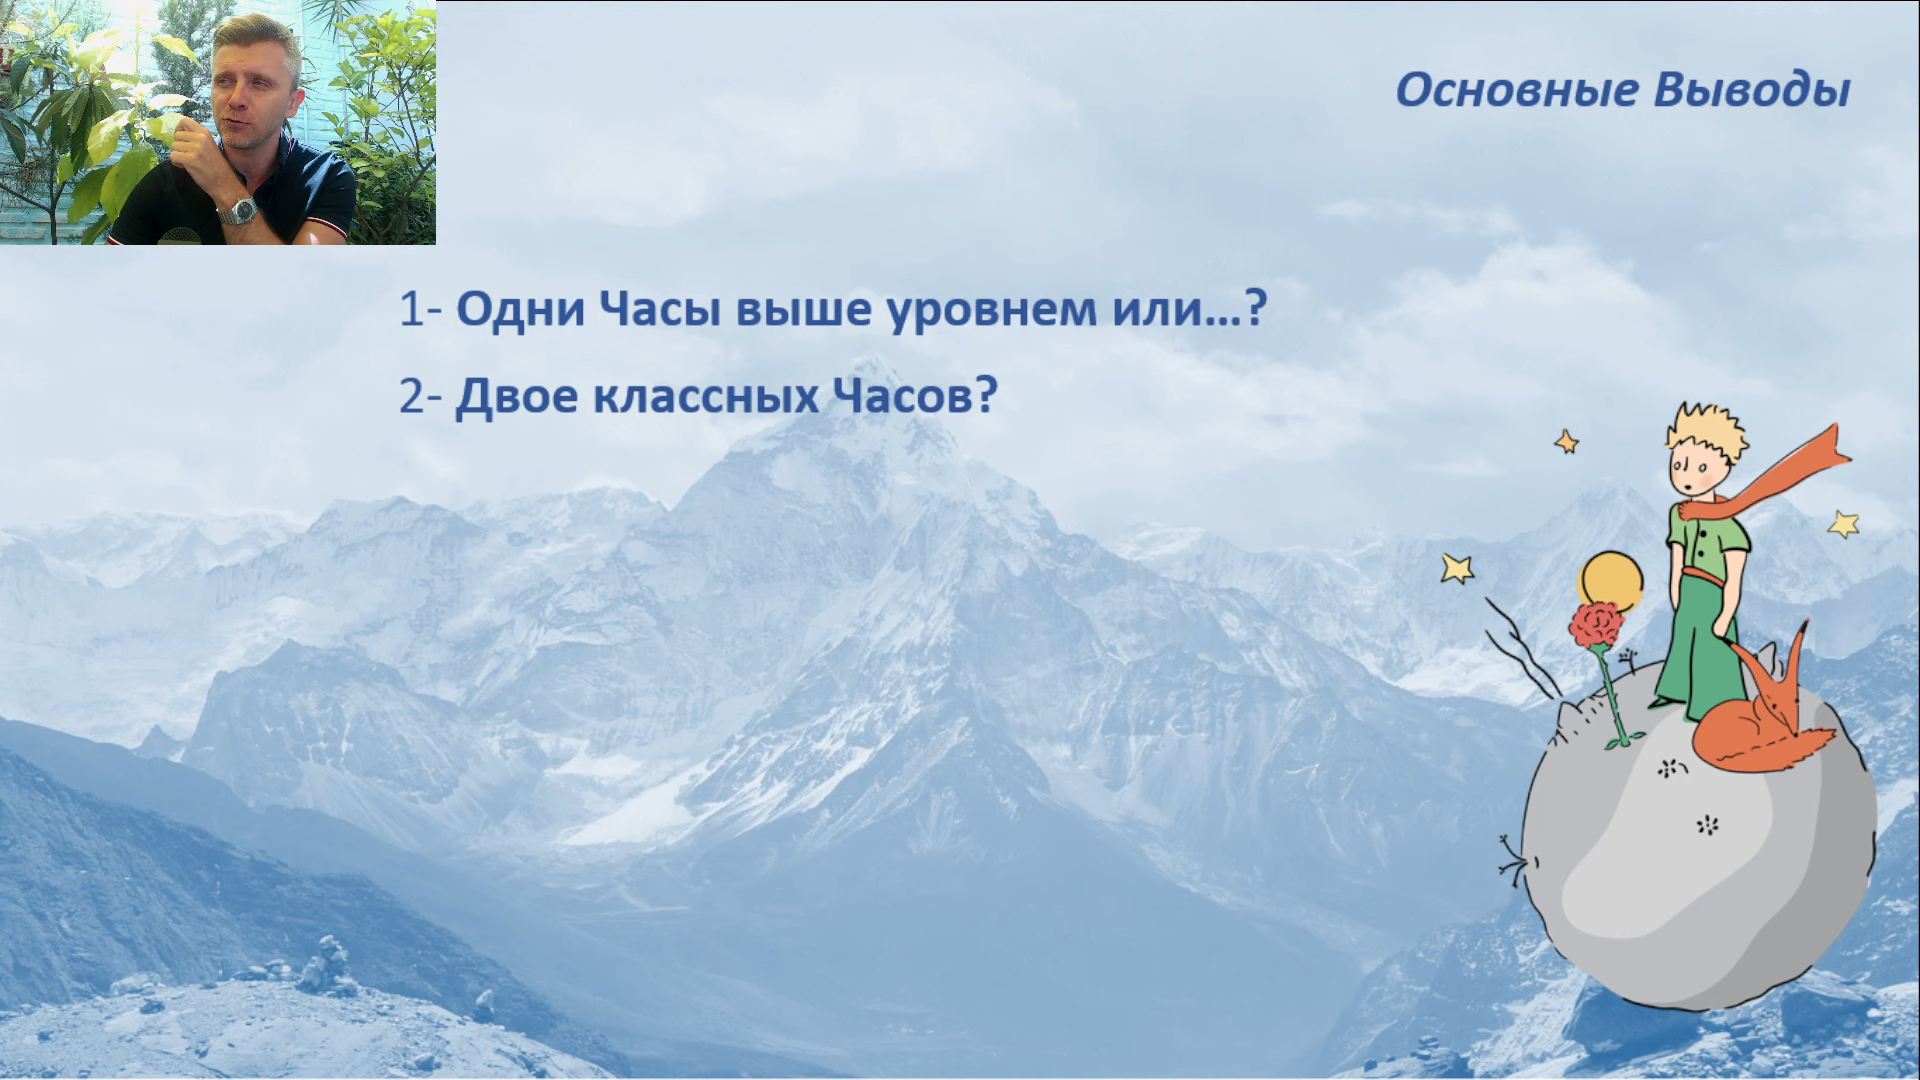 Основные Выводы
1- Одни Часы выше уровнем или...?
2- Двое классных Часов?